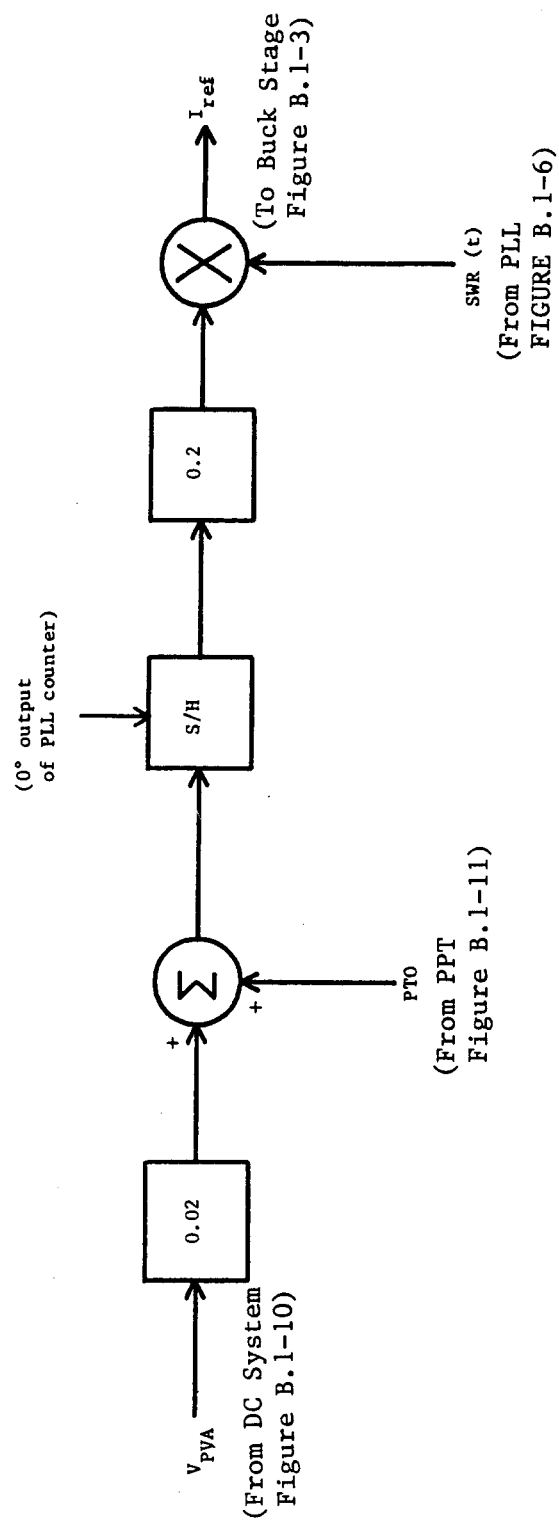 V_PVA
(From DC System
Figure B.1-10)
0.02
+
Σ
+
PTO
(From PPT
Figure B.1-11)
(0° output
of PLL counter)
S/H
0.2
X
SWR (t)
(From PLL
FIGURE B.1-6)
I_ref
(To Buck Stage
Figure B.1-3)